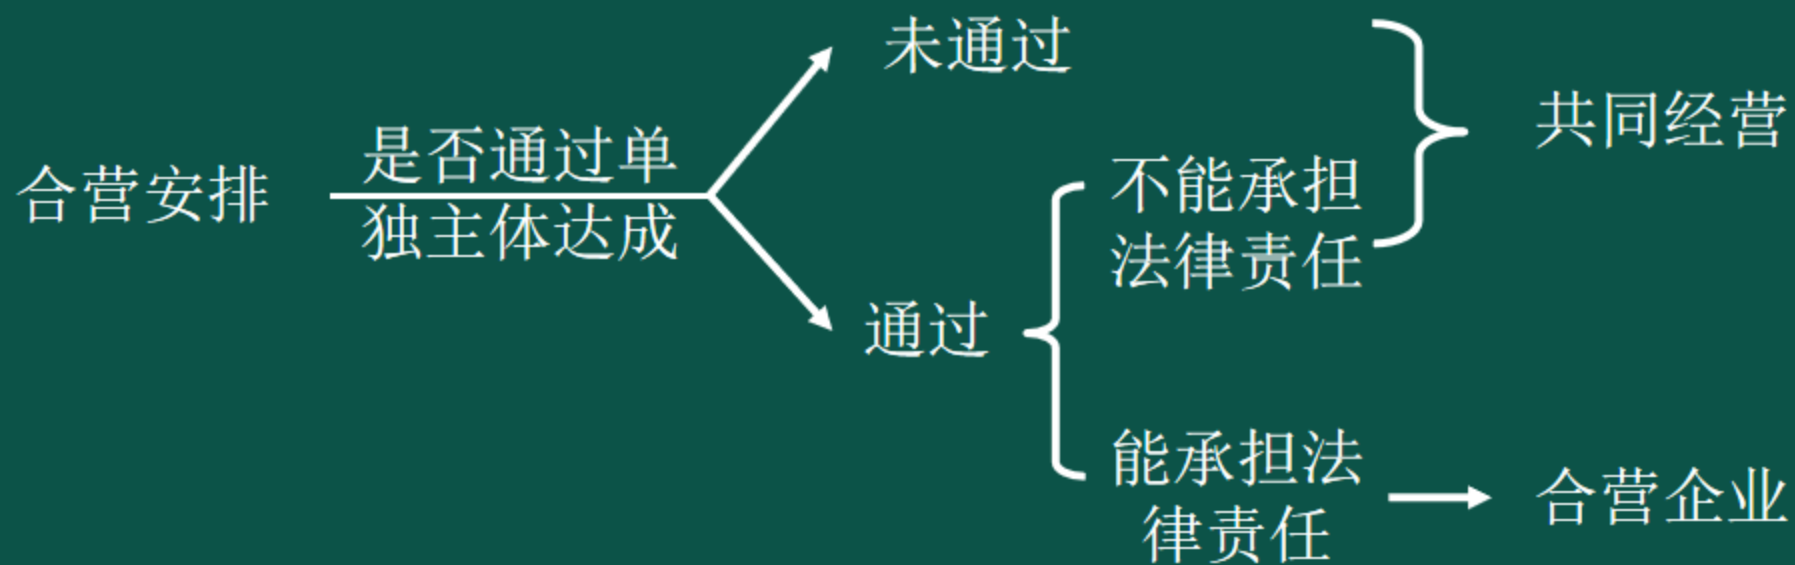 合营安排
是否通过单
独主体达成
未通过
通过
不能承担
法律责任
能承担法
律责任
共同经营
合营企业